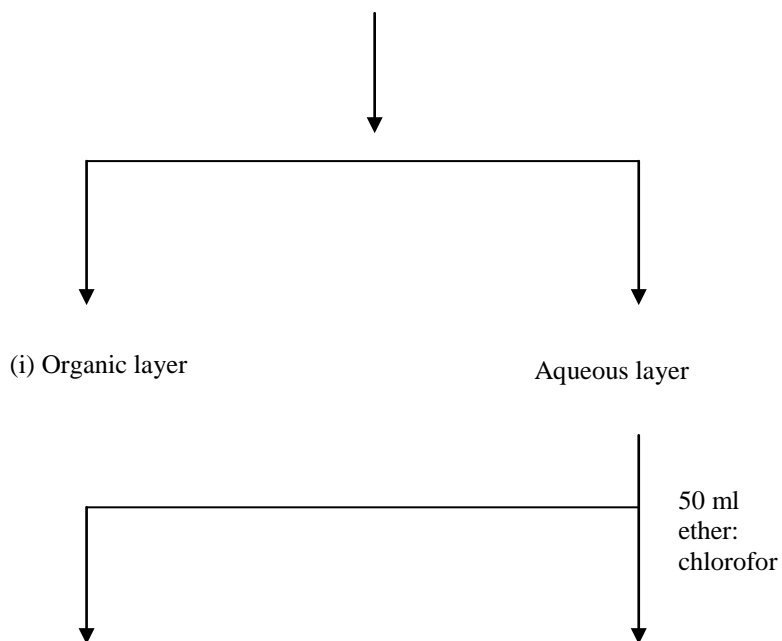 (i) Organic layer
Aqueous layer
50 ml
ether:
chlorofor